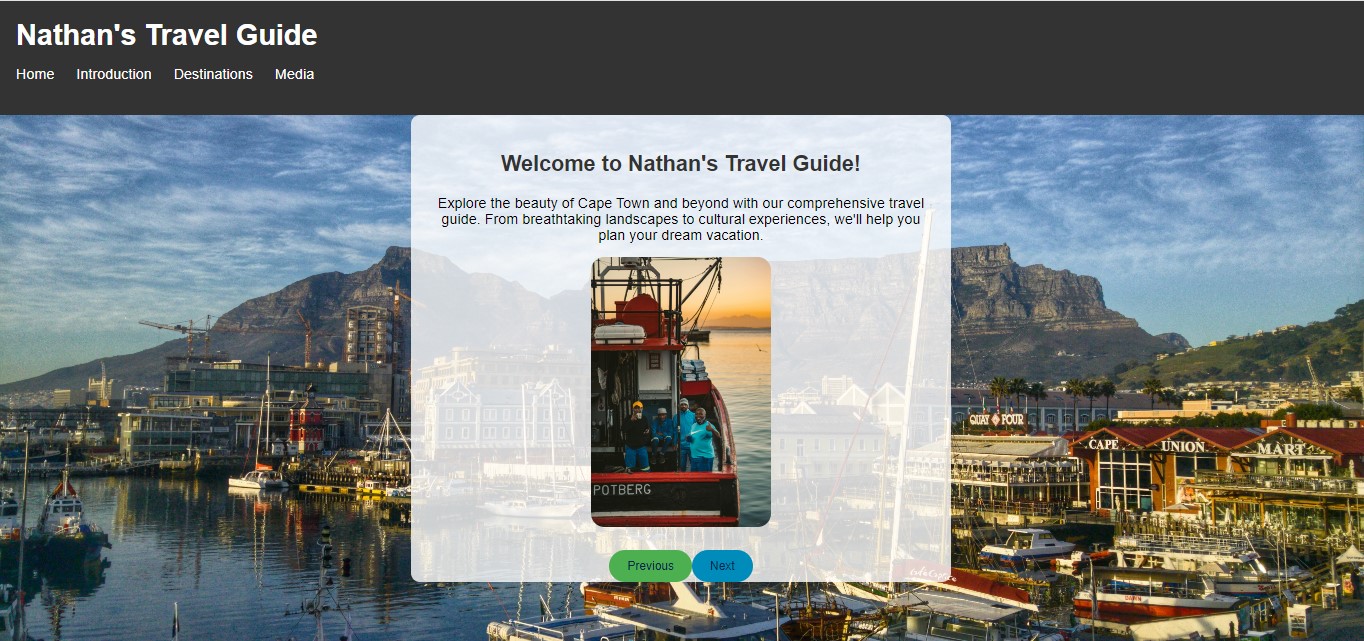 Nathan's Travel Guide
Home Introduction Destinations Media
Welcome to Nathan's Travel Guide!
Explore the beauty of Cape Town and beyond with our comprehensive travel
guide. From breathtaking landscapes to cultural experiences, we'll help you
plan your dream vacation.
QUAY FOUR
CAPE UNION MART
POTBERG
Previous Next